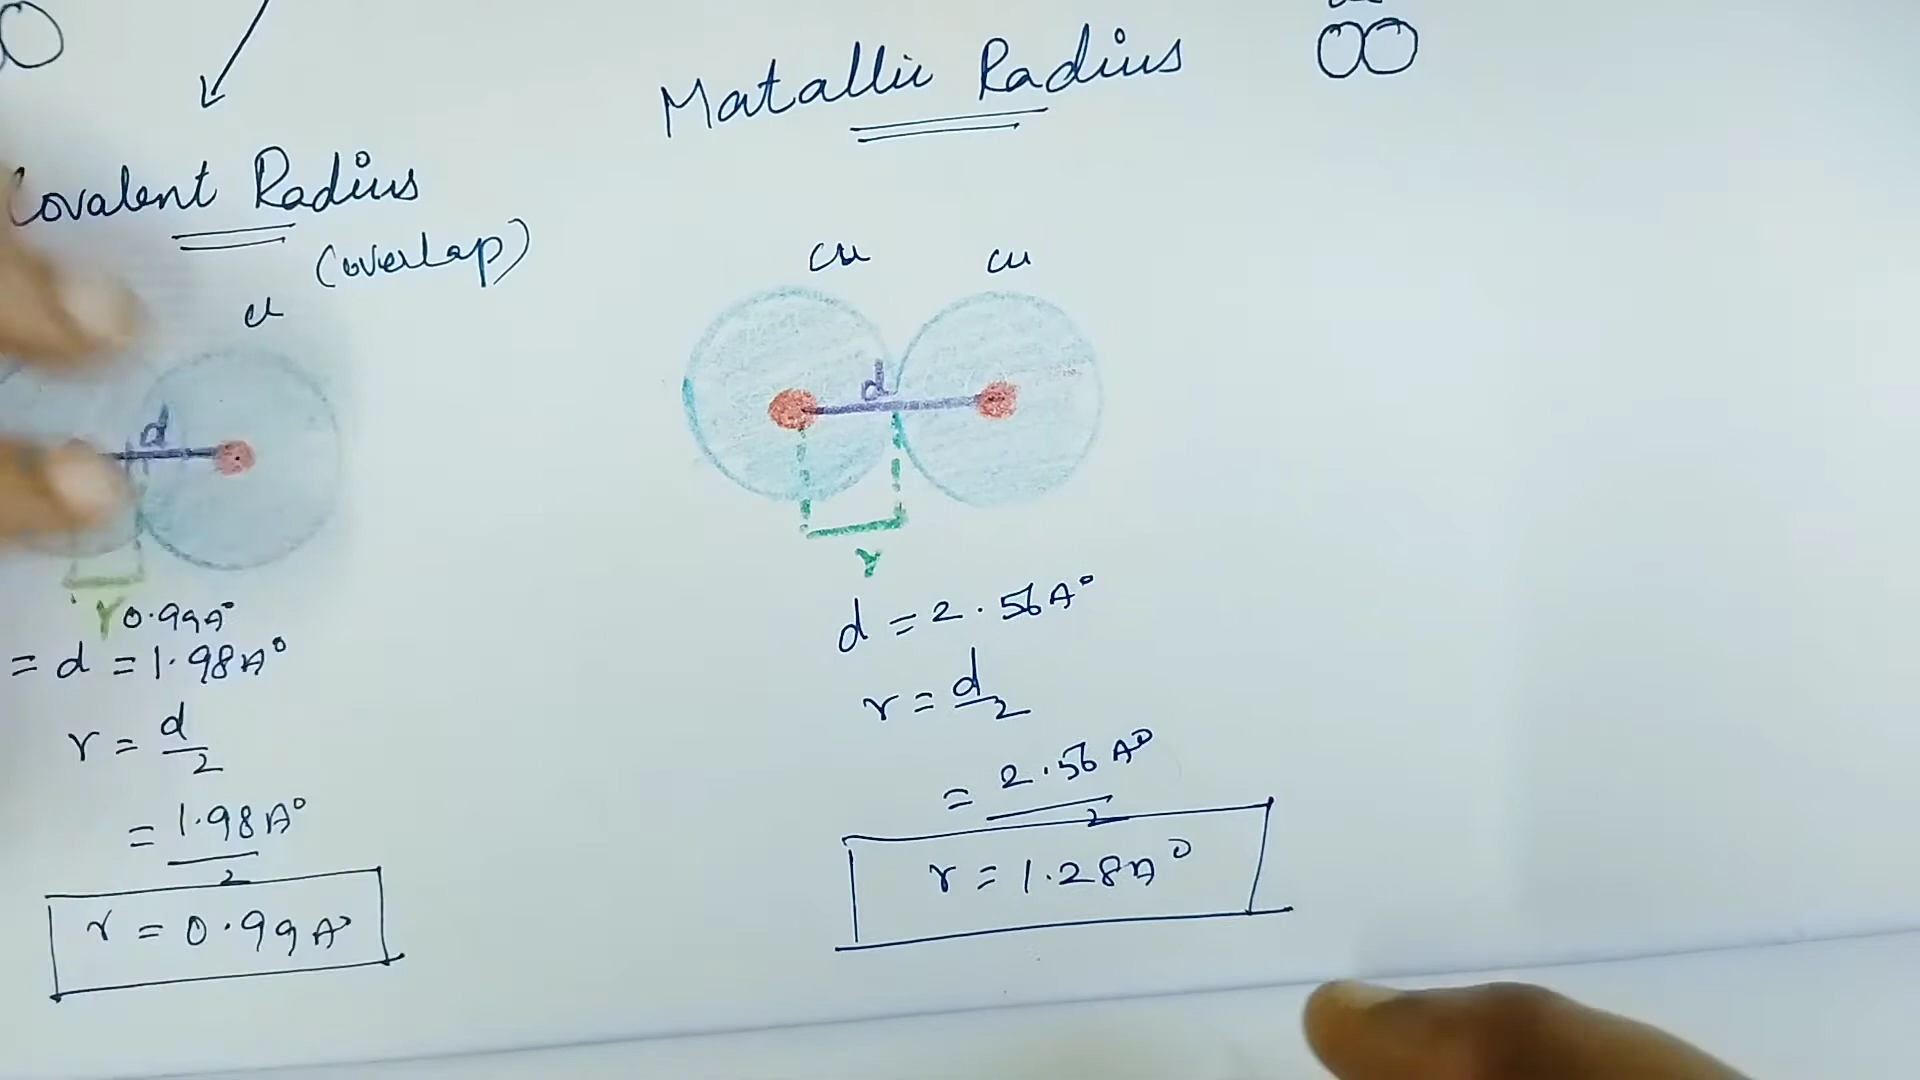 Matallic Radius
Covalent Radius
(overlap)
Cl
d
r 0.99A°
= d = 1.98A°
r = d/2
= 1.98A°/2
r = 0.99A°
Cu Cu
d
r
d = 2.56A°
r = d/2
= 2.56A°/2
r = 1.28A°